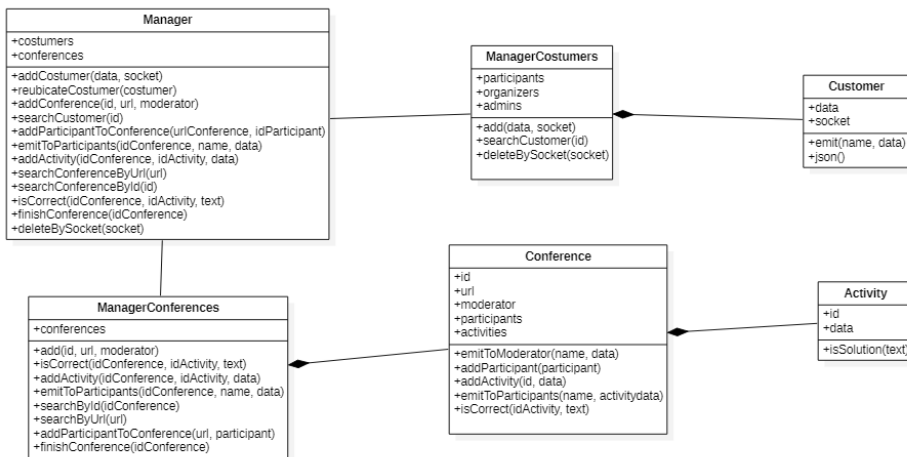 Manager
+costumers
+conferences
+addCostumer(data, socket)
+reubicateCostumer(costumer)
+addConference(id, url, moderator)
+searchCustomer(id)
+addParticipantToConference(urlConference, idParticipant)
+emitToParticipants(idConference, name, data)
+addActivity(idConference, idActivity, data)
+searchConferenceByUrl(url)
+searchConferenceById(id)
+isCorrect(idConference, idActivity, text)
+finishConference(idConference)
+deleteBySocket(socket)
ManagerCostumers
+participants
+organizers
+admins
+add(data, socket)
+searchCustomer(id)
+deleteBySocket(socket)
Customer
+data
+socket
+emit(name, data)
+json()
ManagerConferences
+conferences
+add(id, url, moderator)
+isCorrect(idConference, idActivity, text)
+addActivity(idConference, idActivity, data)
+emitToParticipants(idConference, name, data)
+searchById(idConference)
+searchByUrl(url)
+addParticipantToConference(url, participant)
+finishConference(idConference)
Conference
+id
+url
+moderator
+participants
+activities
+emitToModerator(name, data)
+addParticipant(participant)
+addActivity(id, data)
+emitToParticipants(name, activitydata)
+isCorrect(idActivity, text)
Activity
+id
+data
+isSolution(text)